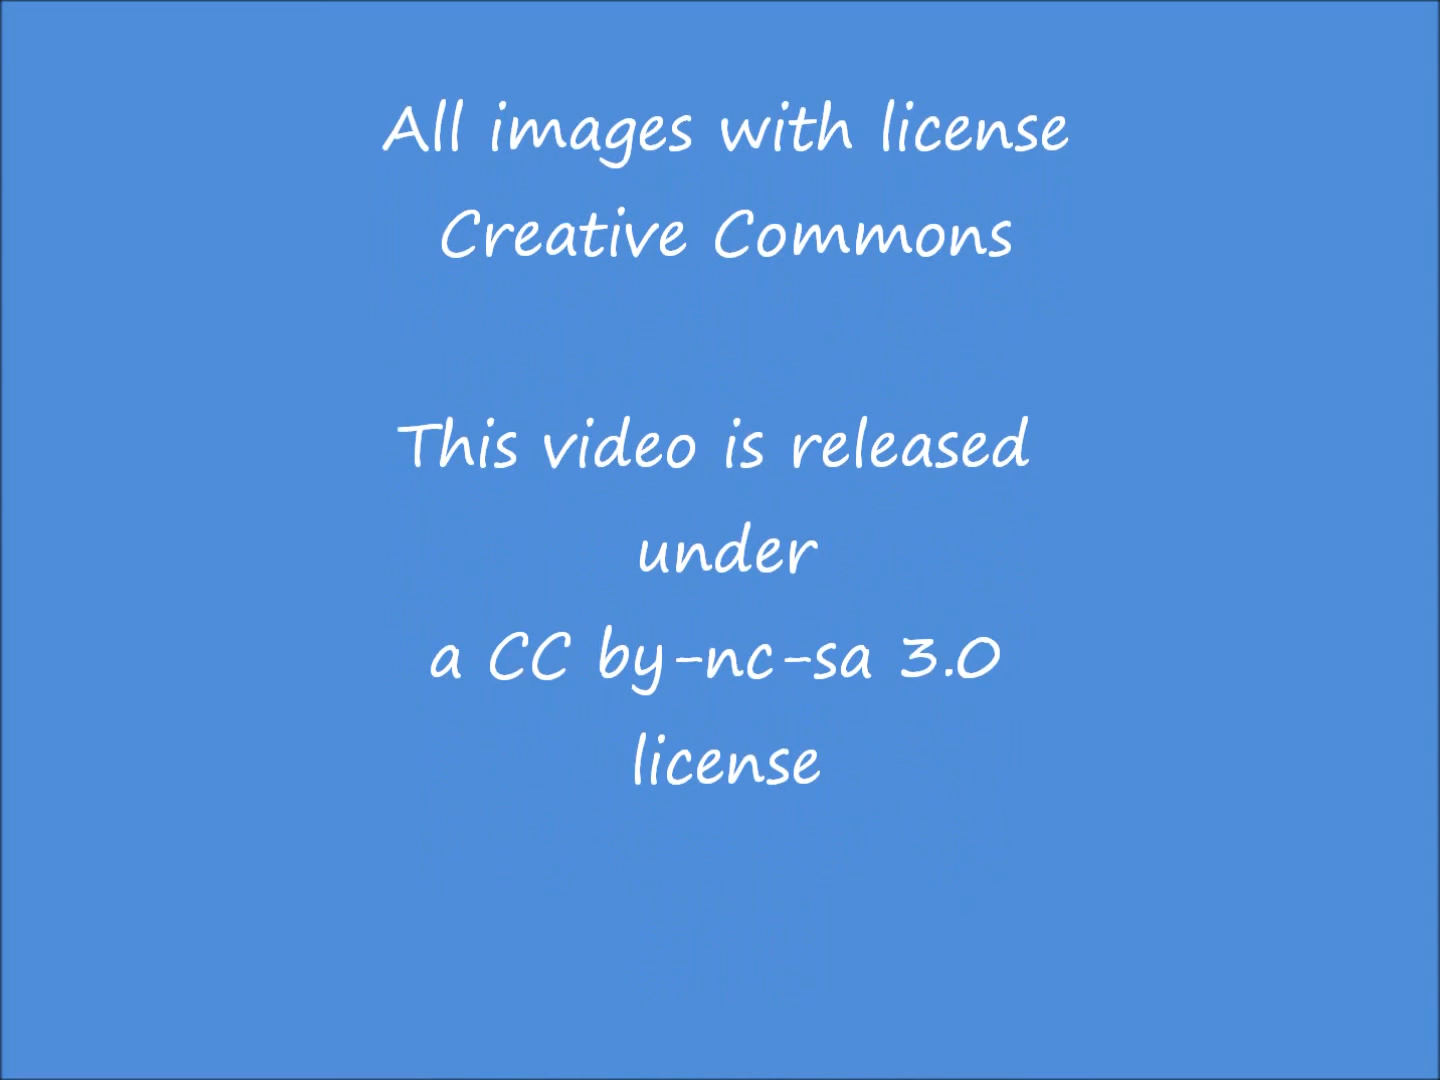 All images with license
Creative Commons
This video is released
under
a CC by-nc-sa 3.0
license